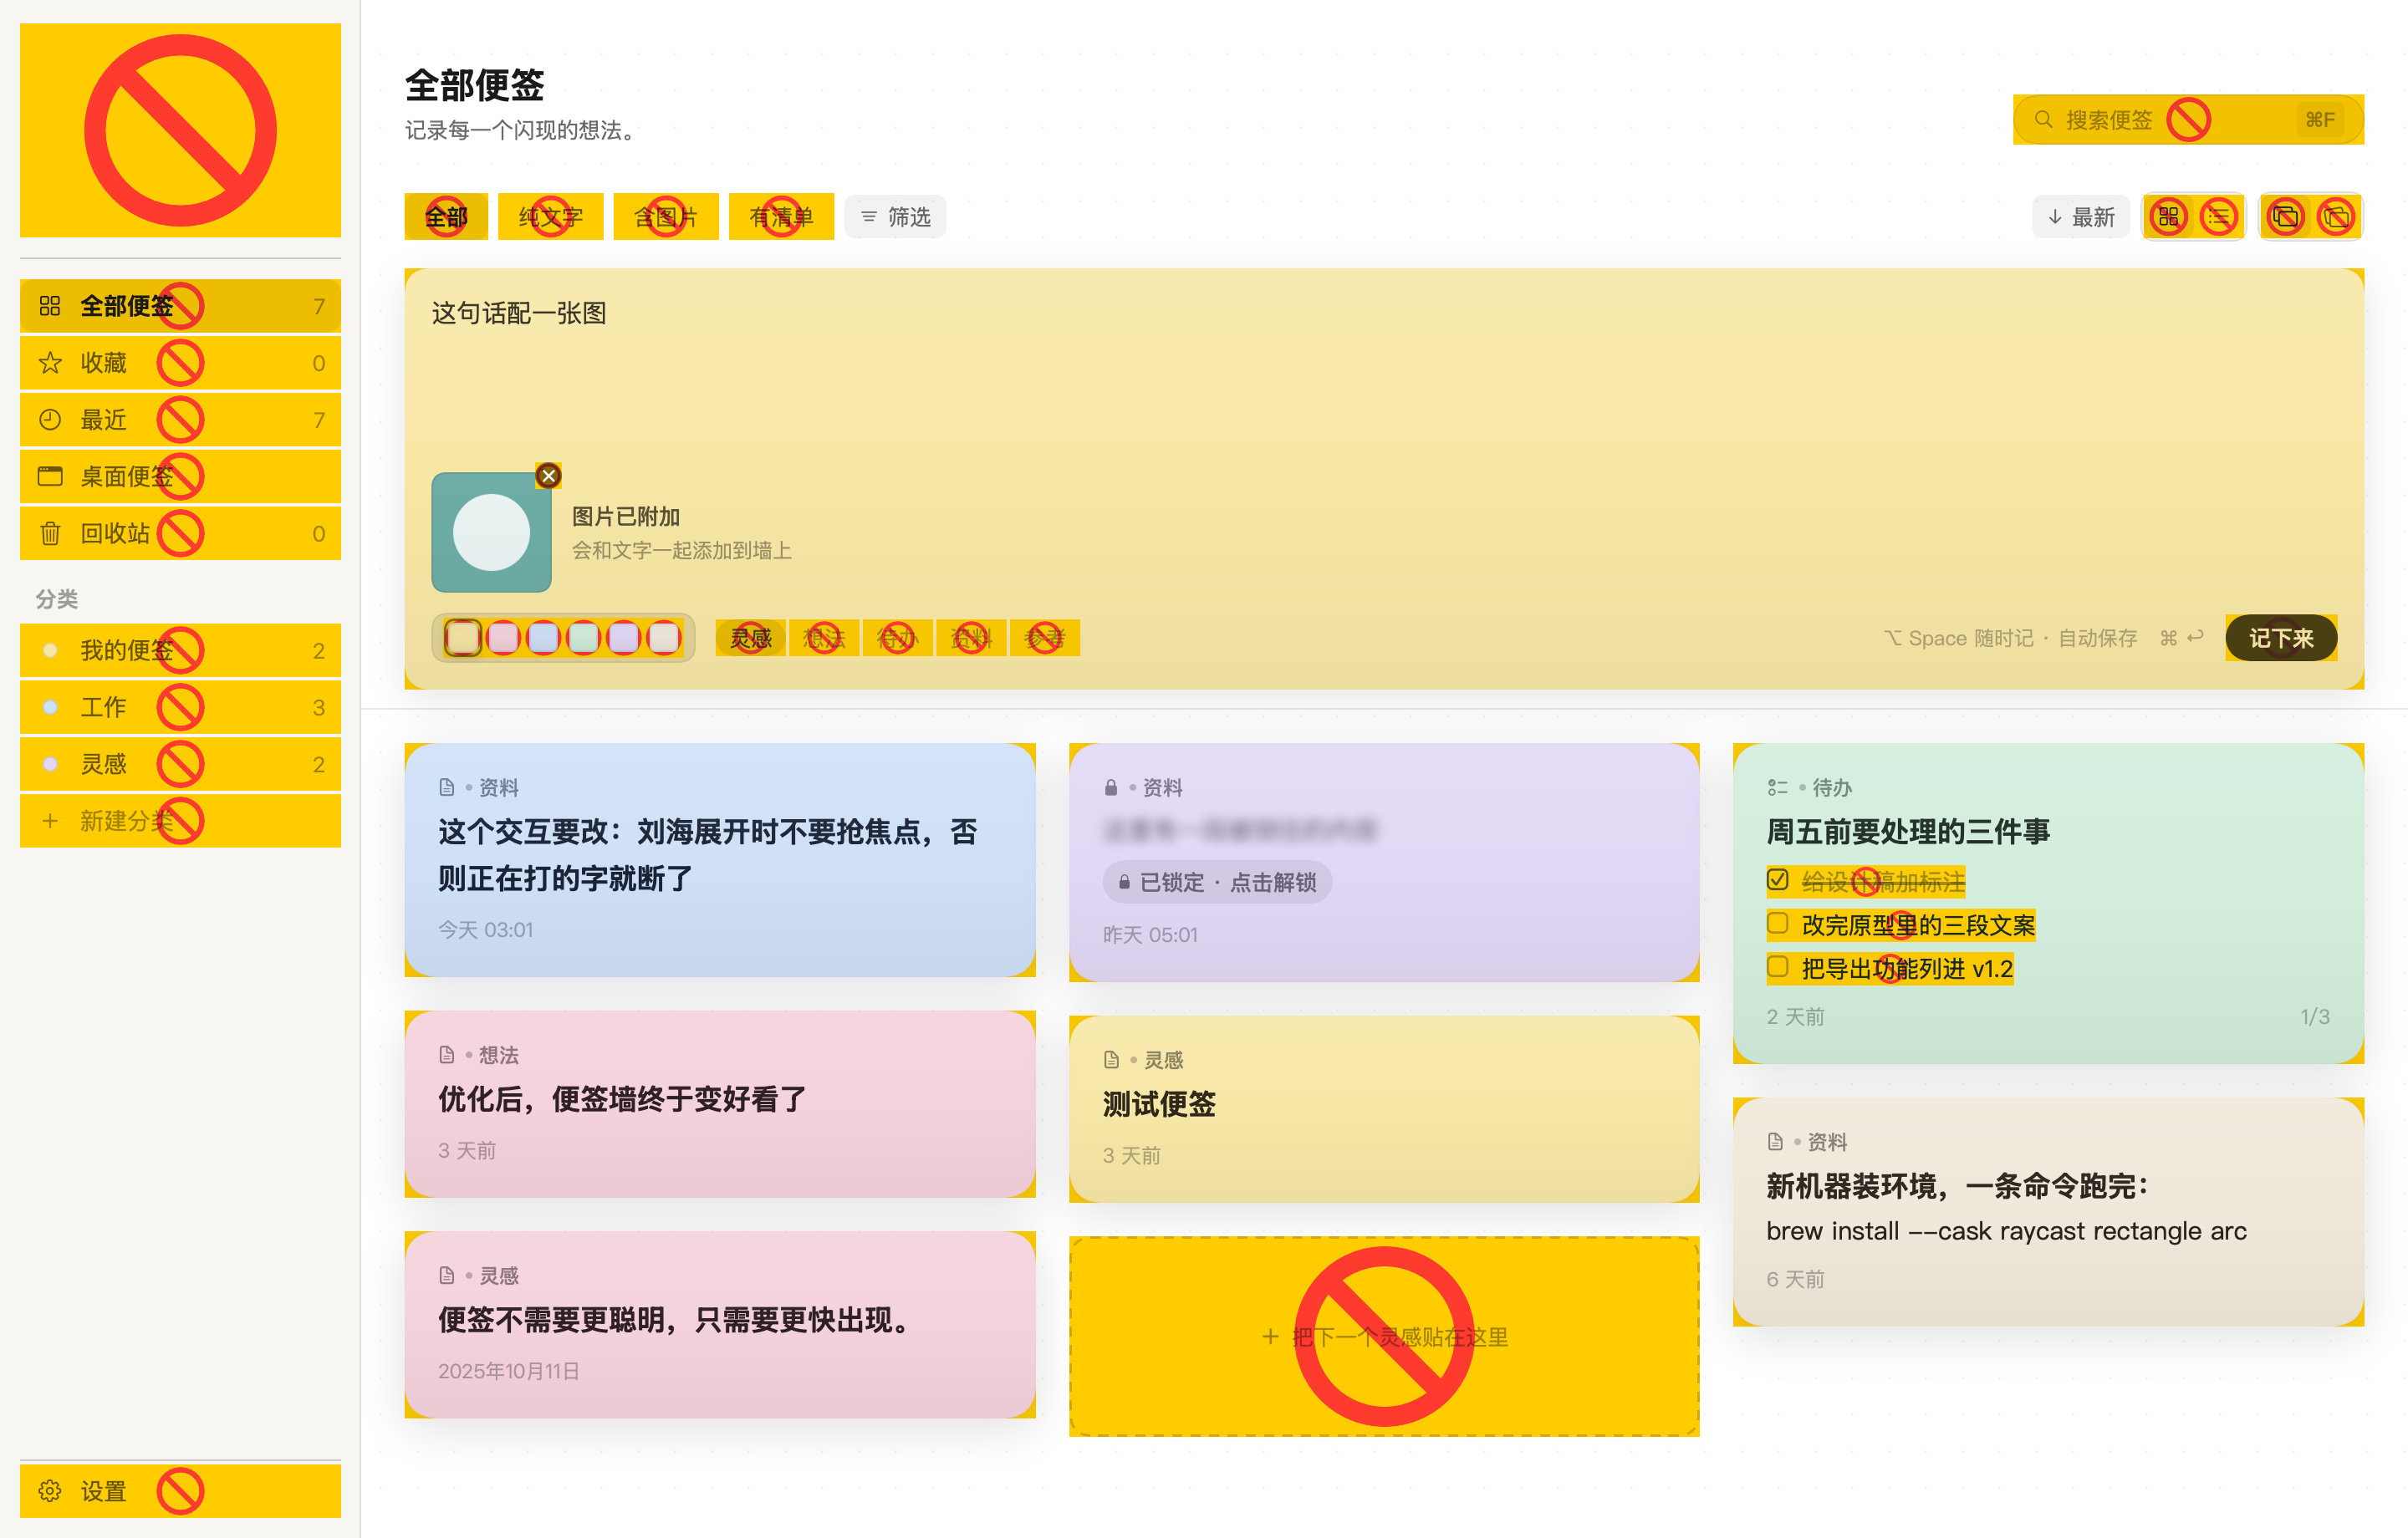 全部便签
记录每一个闪现的想法。
搜索便签 ⌘F
全部 纯文字 含图片 有清单 筛选
最新
全部便签 7
收藏 0
最近 7
桌面便签
回收站 0
分类
我的便签 2
工作 3
灵感 2
新建分类
设置
这句话配一张图
图片已附加
会和文字一起添加到墙上
灵感 想法 待办 资料 参考
⌥ Space 随时记 · 自动保存 ⌘ ↩ 记下来
资料
这个交互要改：刘海展开时不要抢焦点，否
则正在打的字就断了
今天 03:01
想法
优化后，便签墙终于变好看了
3 天前
灵感
便签不需要更聪明，只需要更快出现。
2025年10月11日
资料
已锁定 · 点击解锁
昨天 05:01
灵感
测试便签
3 天前
+ 把下一个灵感贴在这里
待办
周五前要处理的三件事
给设计稿加标注
改完原型里的三段文案
把导出功能列进 v1.2
2 天前 1/3
资料
新机器装环境，一条命令跑完：
brew install --cask raycast rectangle arc
6 天前